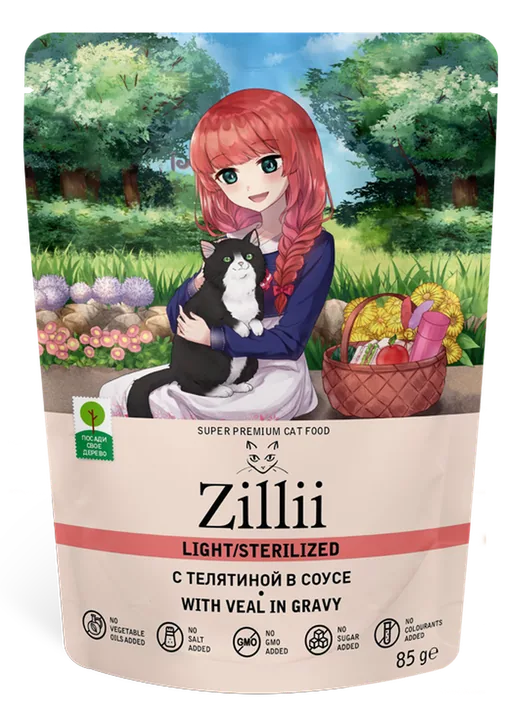 ПОСАДИ
СВОЕ
ДЕРЕВО
SUPER PREMIUM CAT FOOD
Zillii
LIGHT/STERILIZED
С ТЕЛЯТИНОЙ В СОУСЕ
•
WITH VEAL IN GRAVY
NO
VEGETABLE
OILS ADDED
NO
SALT
ADDED
GMO
NO
GMO
ADDED
NO
SUGAR
ADDED
NO
COLOURANTS
ADDED
85 g℮